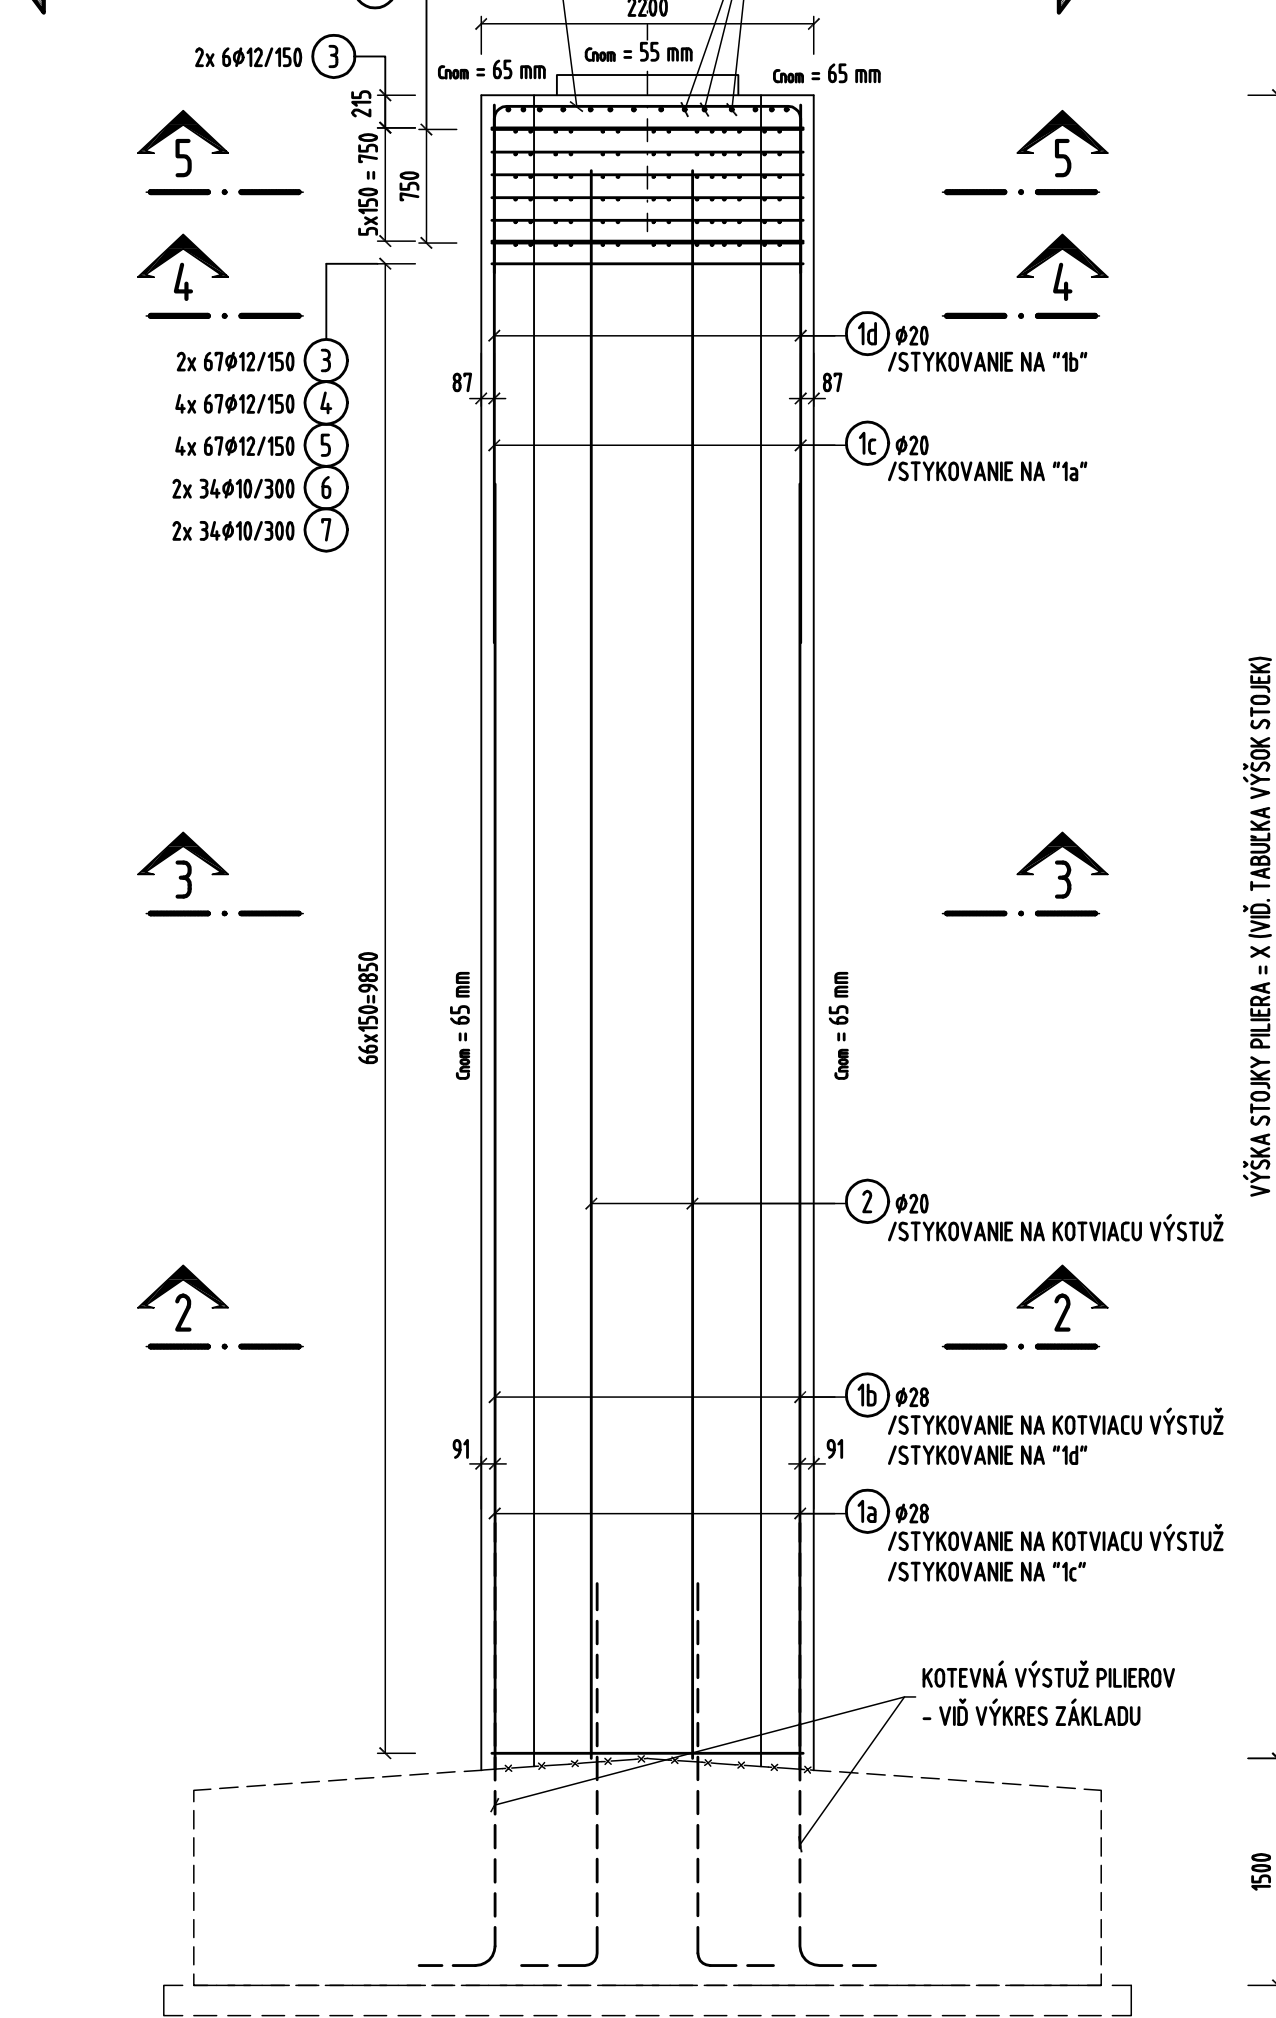 2200
Cnom = 55 mm
Cnom = 65 mm
Cnom = 65 mm
2x 6ϕ12/150 3
215
5x150 = 750
750
5
5
4
4
2x 67ϕ12/150 3
4x 67ϕ12/150 4
4x 67ϕ12/150 5
2x 34ϕ10/300 6
2x 34ϕ10/300 7
1d ϕ20
/STYKOVANIE NA "1b"
87
87
1c ϕ20
/STYKOVANIE NA "1a"
3
3
66x150=9850
Cnom = 65 mm
Cnom = 65 mm
VÝŠKA STOJKY PILIERA = X (VIĎ. TABUĽKA VÝŠOK STOJEK)
2 ϕ20
/STYKOVANIE NA KOTVIACU VÝSTUŽ
2
2
1b ϕ28
/STYKOVANIE NA KOTVIACU VÝSTUŽ
/STYKOVANIE NA "1d"
91
91
1a ϕ28
/STYKOVANIE NA KOTVIACU VÝSTUŽ
/STYKOVANIE NA "1c"
KOTEVNÁ VÝSTUŽ PILIEROV
- VIĎ VÝKRES ZÁKLADU
1500